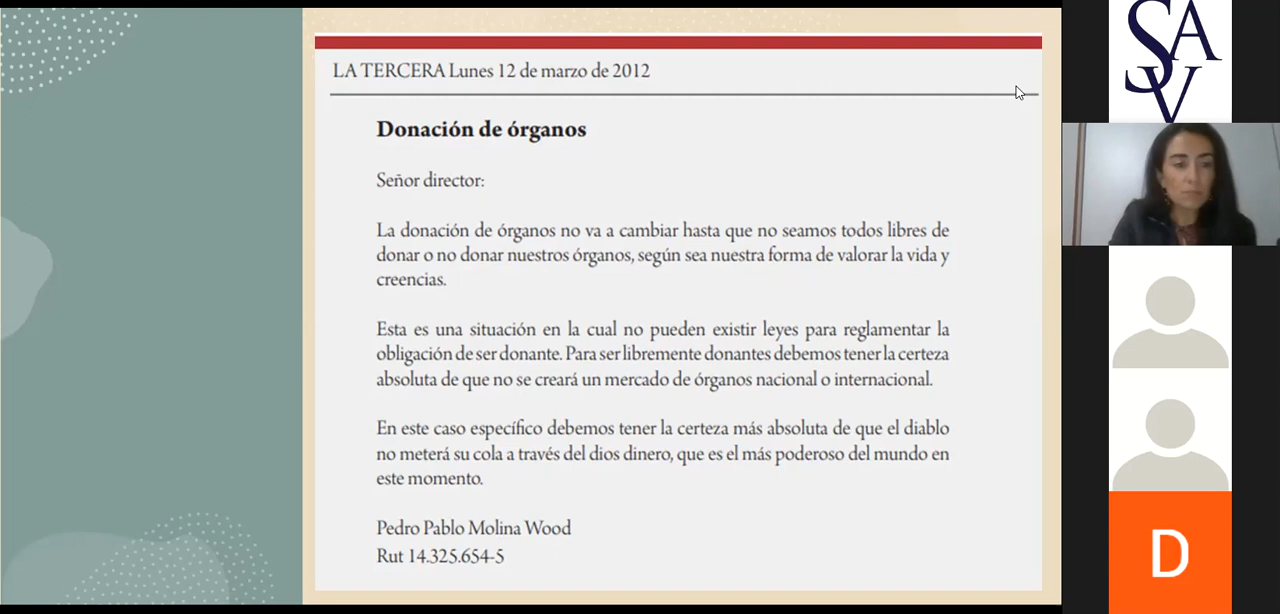 LA TERCERA Lunes 12 de marzo de 2012
Donación de órganos
Señor director:
La donación de órganos no va a cambiar hasta que no seamos todos libres de
donar o no donar nuestros órganos, según sea nuestra forma de valorar la vida y
creencias.
Esta es una situación en la cual no pueden existir leyes para reglamentar la
obligación de ser donante. Para ser libremente donantes debemos tener la certeza
absoluta de que no se creará un mercado de órganos nacional o internacional.
En este caso específico debemos tener la certeza más absoluta de que el diablo
no meterá su cola a través del dios dinero, que es el más poderoso del mundo en
este momento.
Pedro Pablo Molina Wood
Rut 14.325.654-5
SAV
D